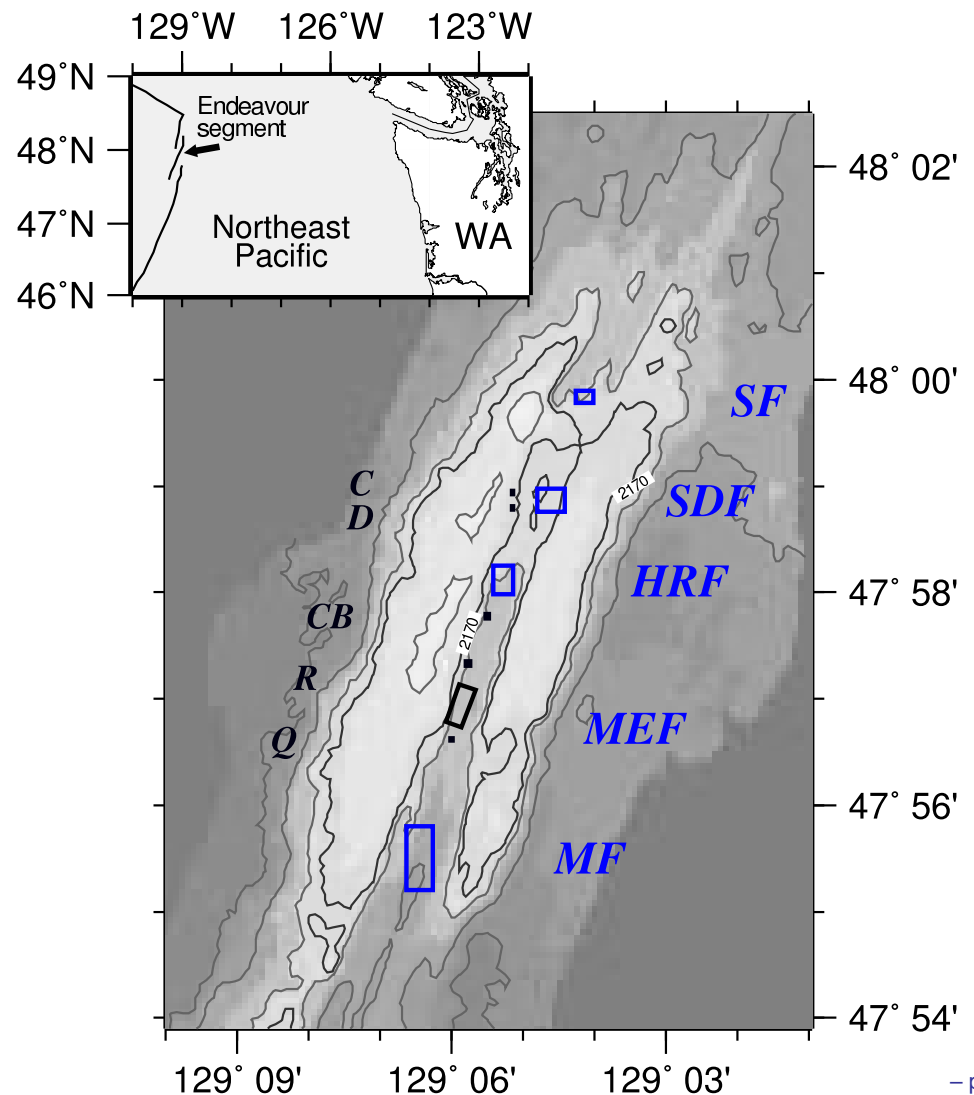 129˚W 126˚W 123˚W
49˚N
48˚N
47˚N
46˚N
Endeavour
segment
Northeast
Pacific
WA
48˚ 02'
48˚ 00'
SF
2170
C
SDF
D
HRF
47˚ 58'
CB
2170
R
MEF
Q
47˚ 56'
MF
47˚ 54'
129˚ 09' 129˚ 06' 129˚ 03'
– p